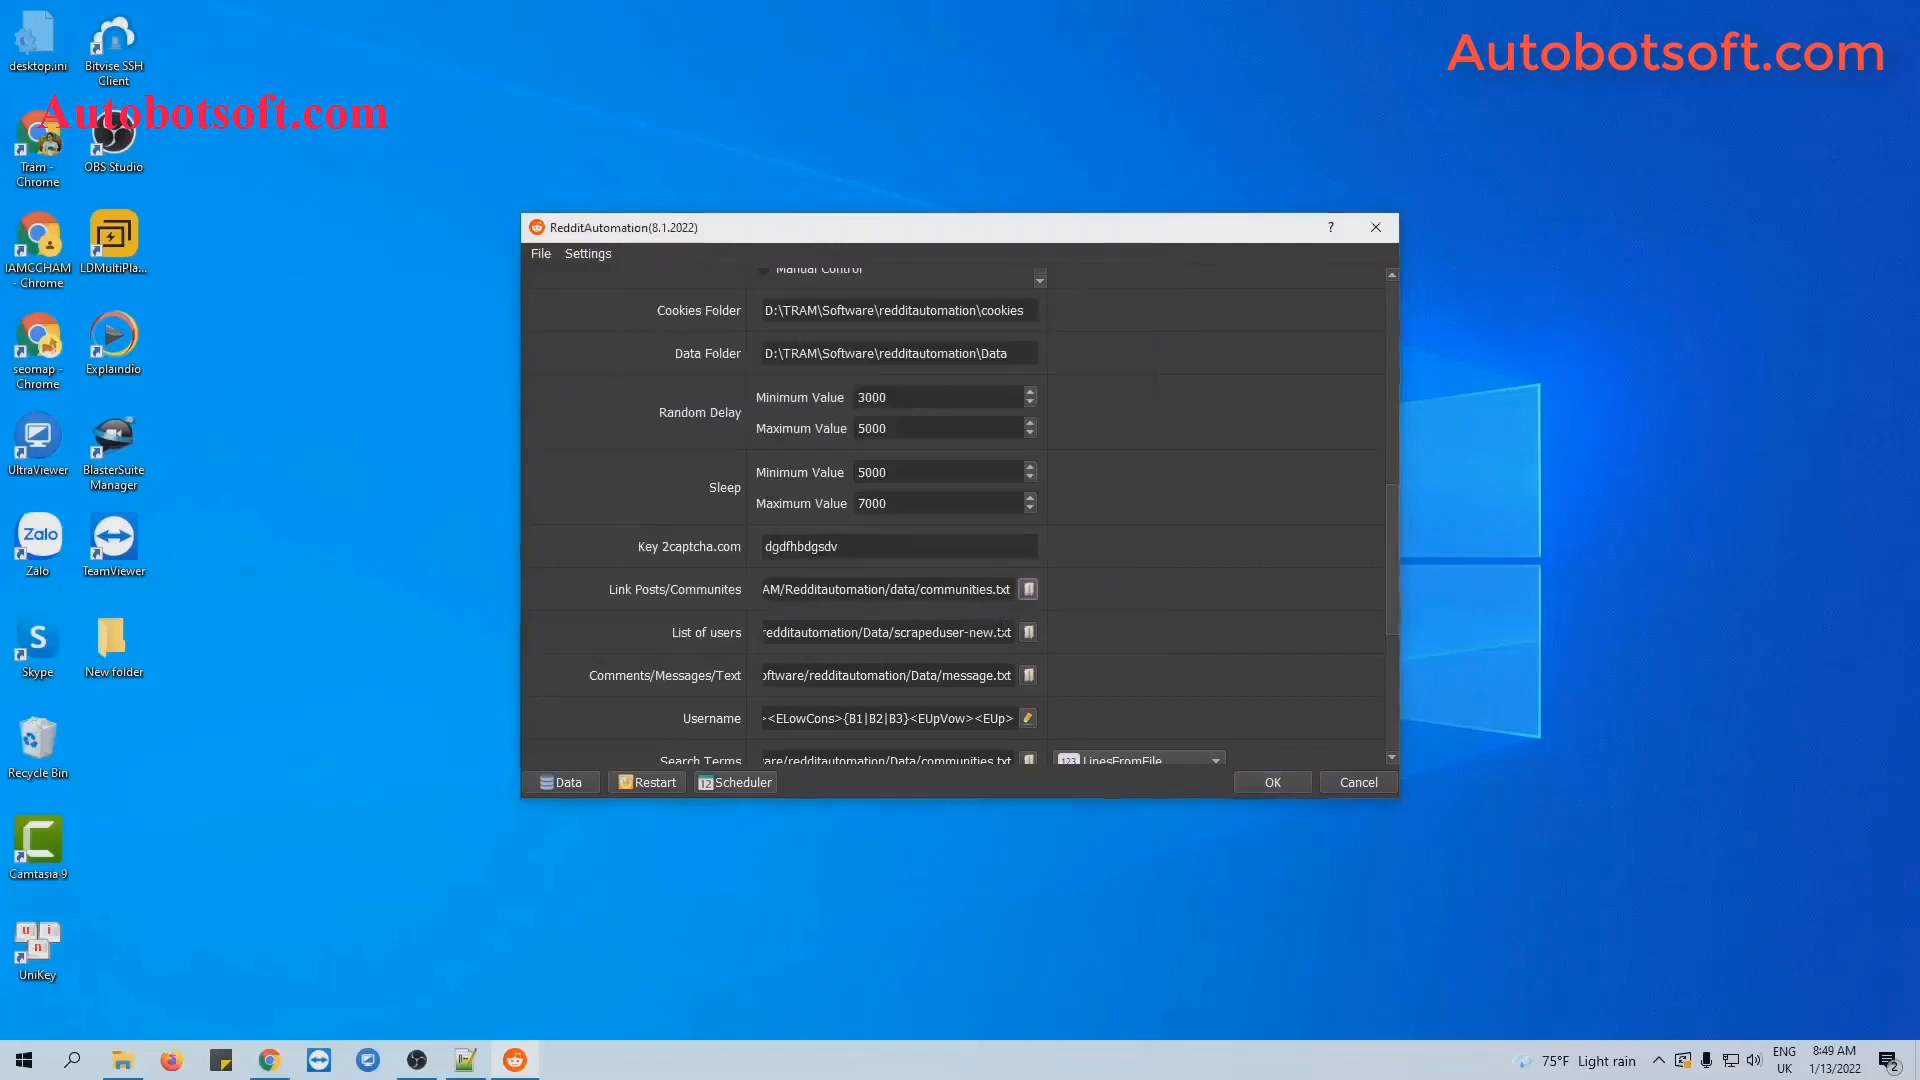 desktop.ini
Bitvise SSH
Client
Autobotsoft.com
Autobotsoft.com
Trâm -
Chrome
OBS Studio
IAMCCHAM
- Chrome
LDMultiPla...
seomap -
Chrome
Explaindio
UltraViewer
BlasterSuite
Manager
Zalo
Zalo
TeamViewer
S
Skype
New folder
Recycle Bin
Camtasia 9
u i
n
UniKey
RedditAutomation(8.1.2022)
?
File Settings
Manual Control
Cookies Folder D:\TRAM\Software\redditautomation\cookies
Data Folder D:\TRAM\Software\redditautomation\Data
Random Delay
Minimum Value 3000
Maximum Value 5000
Sleep
Minimum Value 5000
Maximum Value 7000
Key 2captcha.com dgdfhbdgsdv
Link Posts/Communites AM/Redditautomation/data/communities.txt
List of users redditautomation/Data/scrapeduser-new.txt
Comments/Messages/Text oftware/redditautomation/Data/message.txt
Username ><ELowCons>{B1|B2|B3}<EUpVow><EUp>
Search Terms are/redditautomation/Data/communities.txt 123 LinesFromFile
Data Restart 12 Scheduler OK Cancel
75°F Light rain
ENG
UK
8:49 AM
1/13/2022
2